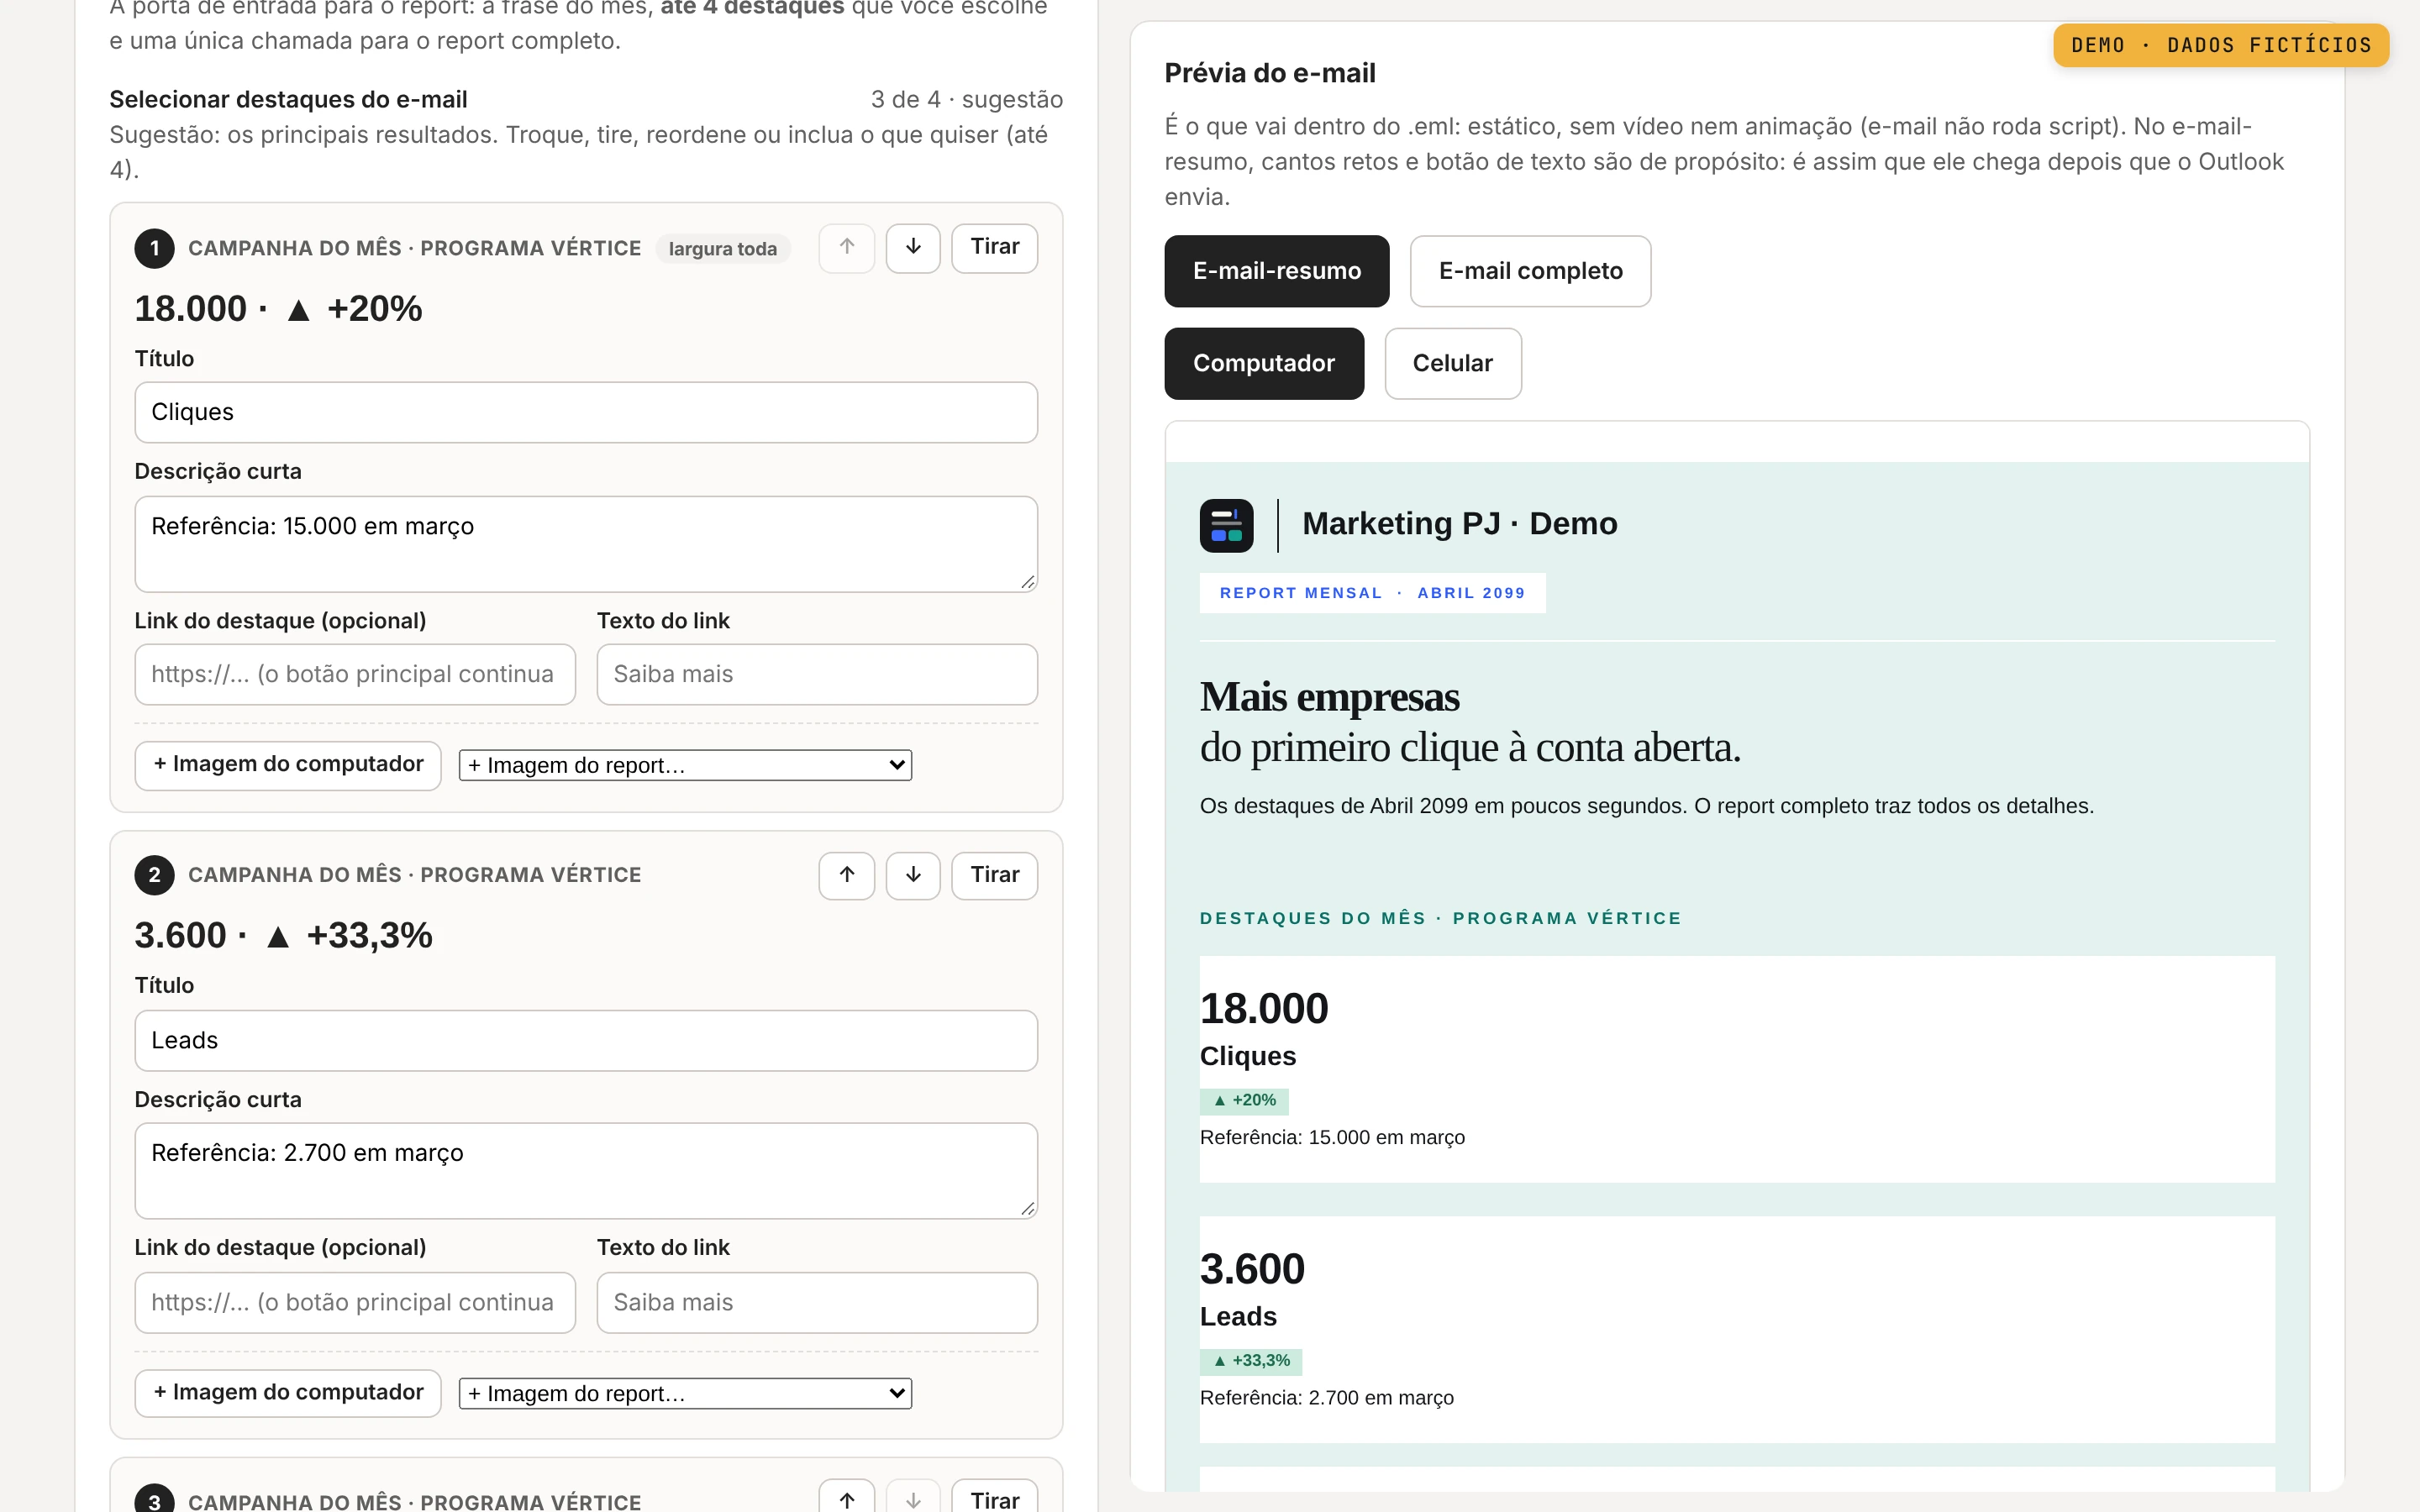 A porta de entrada para o report: a frase do mês, até 4 destaques que você escolhe
e uma única chamada para o report completo.
Selecionar destaques do e-mail
3 de 4 · sugestão
Sugestão: os principais resultados. Troque, tire, reordene ou inclua o que quiser (até
4).
1 CAMPANHA DO MÊS · PROGRAMA VÉRTICE largura toda ↑ ↓ Tirar
18.000 · ▲ +20%
Título
Cliques
Descrição curta
Referência: 15.000 em março
Link do destaque (opcional) Texto do link
https://... (o botão principal continua Saiba mais
+ Imagem do computador + Imagem do report...
2 CAMPANHA DO MÊS · PROGRAMA VÉRTICE ↑ ↓ Tirar
3.600 · ▲ +33,3%
Título
Leads
Descrição curta
Referência: 2.700 em março
Link do destaque (opcional) Texto do link
https://... (o botão principal continua Saiba mais
+ Imagem do computador + Imagem do report...
3 CAMPANHA DO MÊS · PROGRAMA VÉRTICE ↑ ↓ Tirar
DEMO · DADOS FICTÍCIOS
Prévia do e-mail
É o que vai dentro do .eml: estático, sem vídeo nem animação (e-mail não roda script). No e-mail-
resumo, cantos retos e botão de texto são de propósito: é assim que ele chega depois que o Outlook
envia.
E-mail-resumo E-mail completo
Computador Celular
Marketing PJ · Demo
REPORT MENSAL · ABRIL 2099
Mais empresas
do primeiro clique à conta aberta.
Os destaques de Abril 2099 em poucos segundos. O report completo traz todos os detalhes.
DESTAQUES DO MÊS · PROGRAMA VÉRTICE
18.000
Cliques
▲ +20%
Referência: 15.000 em março
3.600
Leads
▲ +33,3%
Referência: 2.700 em março